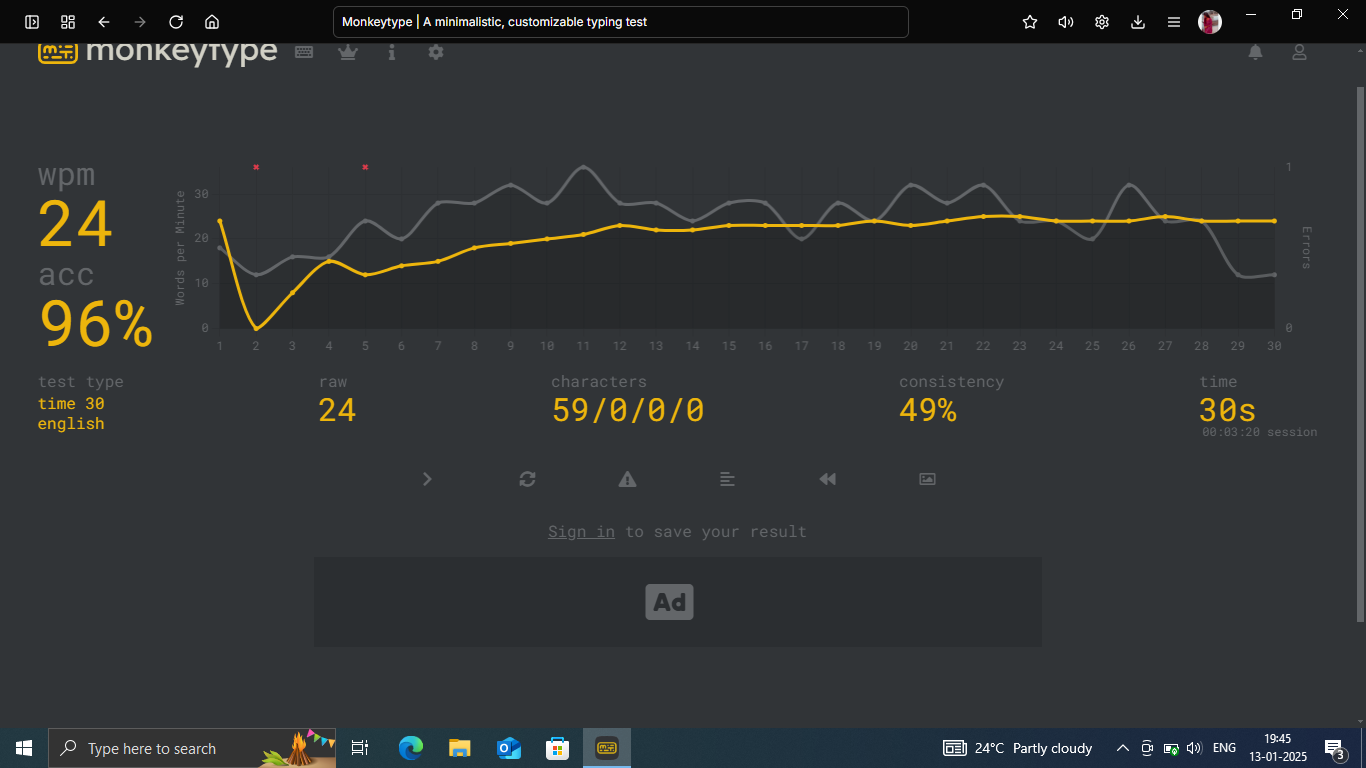 Monkeytype | A minimalistic, customizable typing test
monkeytype
wpm
24
acc
96%
Words per Minute
30
20
10
0
1
0
Errors
1 2 3 4 5 6 7 8 9 10 11 12 13 14 15 16 17 18 19 20 21 22 23 24 25 26 27 28 29 30
test type
time 30
english
raw
24
characters
59/0/0/0
consistency
49%
time
30s
00:03:20 session
Sign in to save your result
Ad
Type here to search
24°C Partly cloudy
ENG
19:45
13-01-2025
3